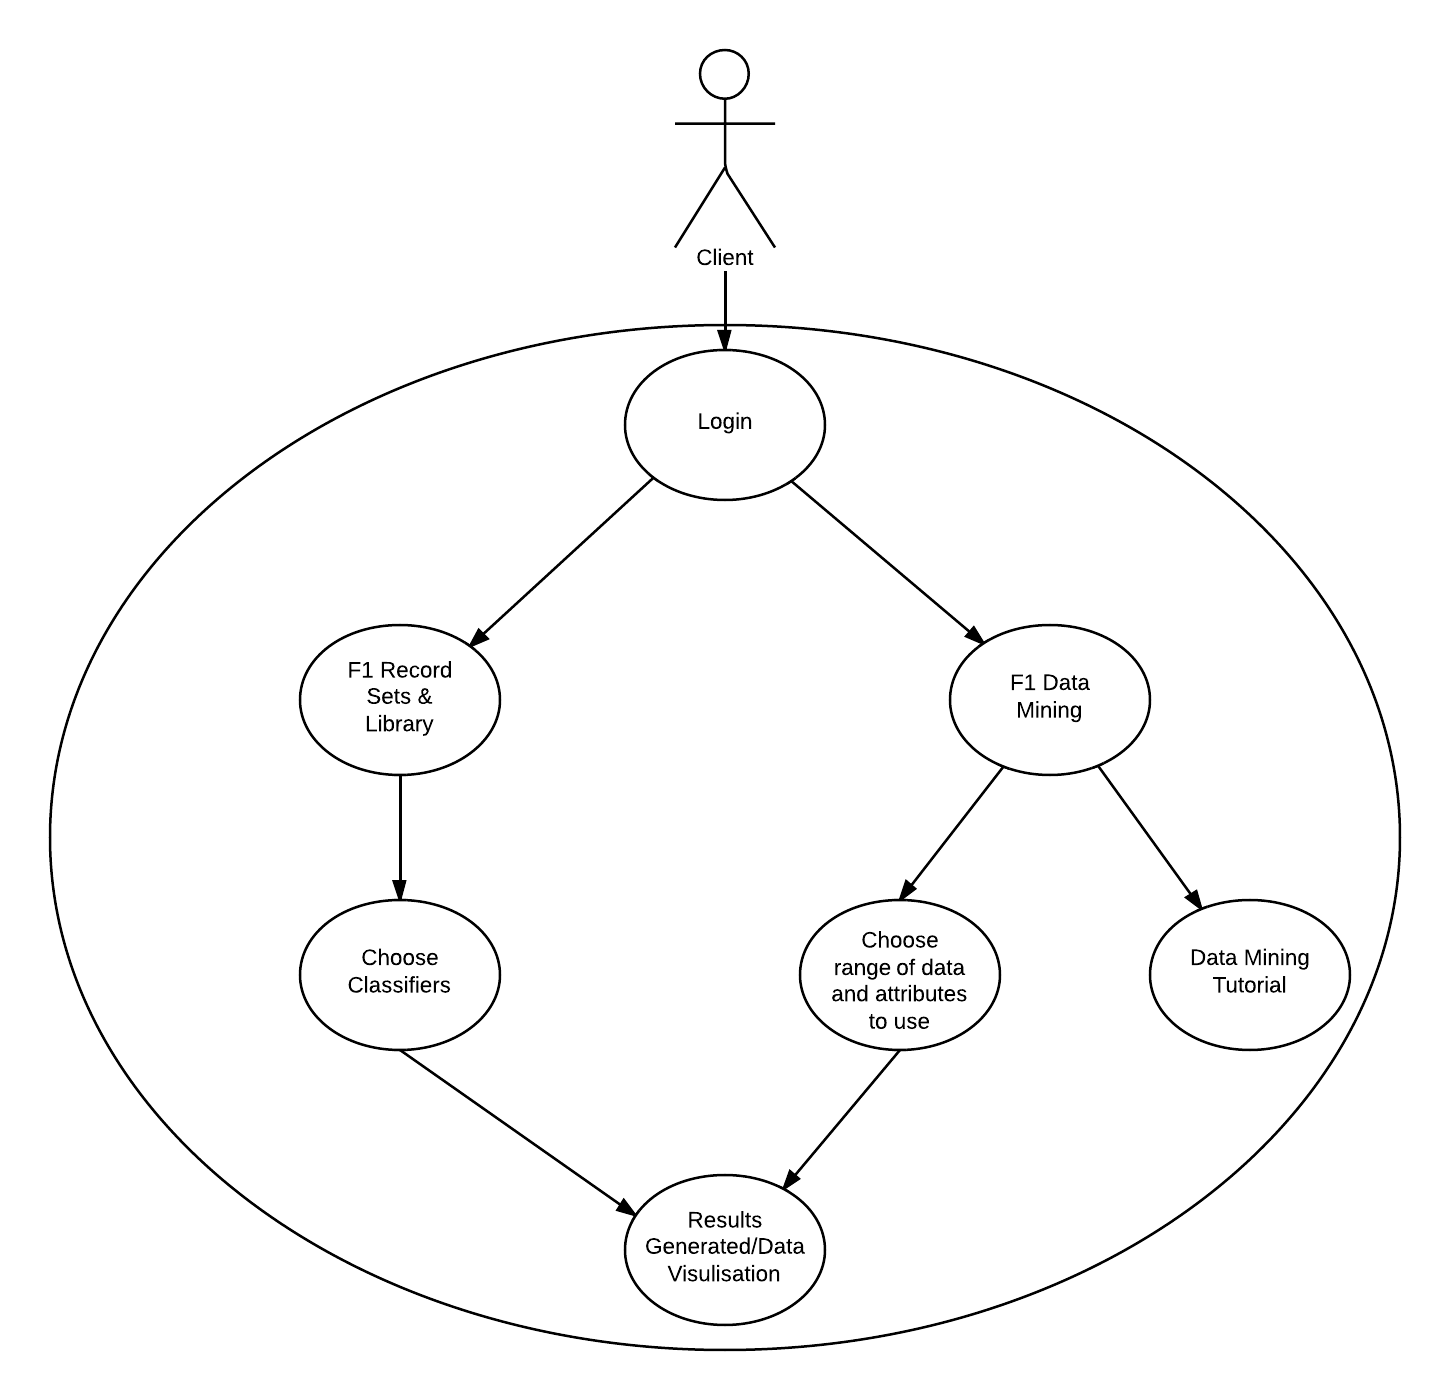 Client
Login
F1 Record
Sets &
Library
F1 Data
Mining
Choose
Classifiers
Choose
range of data
and attributes
to use
Data Mining
Tutorial
Results
Generated/Data
Visulisation